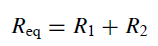 R_eq = R_1 + R_2